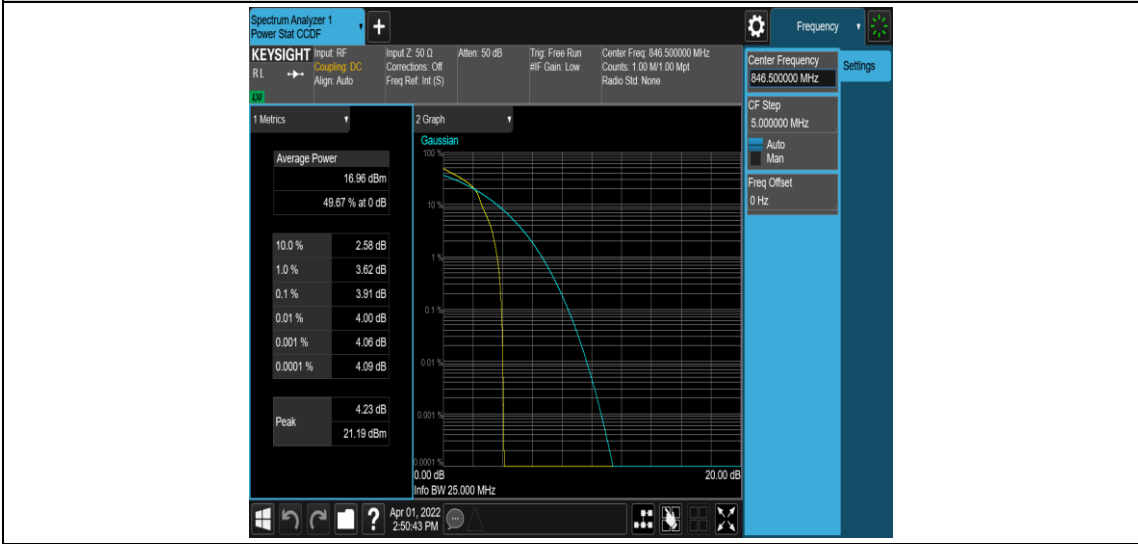 Spectrum Analyzer 1
Power Stat CCDF
+
Frequency
KEYSIGHT
RL
LXI
Input: RF
Coupling: DC
Align: Auto
Input Z: 50 Ω
Corrections: Off
Freq Ref: Int (S)
Atten: 50 dB
Trig: Free Run
#IF Gain: Low
Center Freq: 846.500000 MHz
Counts: 1.00 M/1.00 Mpt
Radio Std: None
Center Frequency
846.500000 MHz
Settings
CF Step
5.000000 MHz
Auto
Man
Freq Offset
0 Hz
1 Metrics
Average Power
16.96 dBm
49.67 % at 0 dB
10.0 % 2.58 dB
1.0 % 3.62 dB
0.1 % 3.91 dB
0.01 % 4.00 dB
0.001 % 4.06 dB
0.0001 % 4.09 dB
Peak
4.23 dB
21.19 dBm
2 Graph
Gaussian
100 %
10 %
1 %
0.1 %
0.01 %
0.001 %
0.0001 %
0.00 dB 20.00 dB
Info BW 25.000 MHz
?
Apr 01, 2022
2:50:43 PM